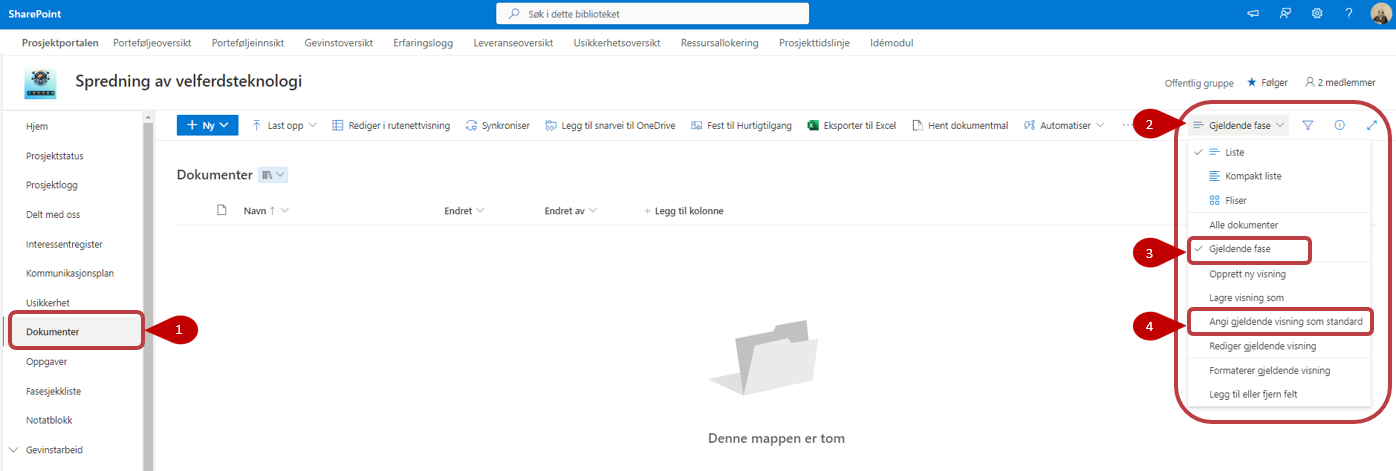 SharePoint
Søk i dette biblioteket
Prosjektportalen Porteføljeoversikt Porteføljeinnsikt Gevinstoversikt Erfaringslogg Leveranseoversikt Usikkerhetsoversikt Ressursallokering Prosjekttidslinje Idémodul
Spredning av velferdsteknologi
Offentlig gruppe Følger 2 medlemmer
Hjem
Prosjektstatus
Prosjektlogg
Delt med oss
Interessentregister
Kommunikasjonsplan
Usikkerhet
Dokumenter
1
Oppgaver
Fasesjekkliste
Notatblokk
Gevinstarbeid
Ny Last opp Rediger i rutenettvisning Synkroniser Legg til snarvei til OneDrive Fest til Hurtigtilgang Eksporter til Excel Hent dokumentmal Automatiser ···
2
Gjeldende fase
Dokumenter
Navn Endret Endret av + Legg til kolonne
Denne mappen er tom
Liste
Kompakt liste
Fliser
Alle dokumenter
3
Gjeldende fase
Opprett ny visning
Lagre visning som
4
Angi gjeldende visning som standard
Rediger gjeldende visning
Formaterer gjeldende visning
Legg til eller fjern felt